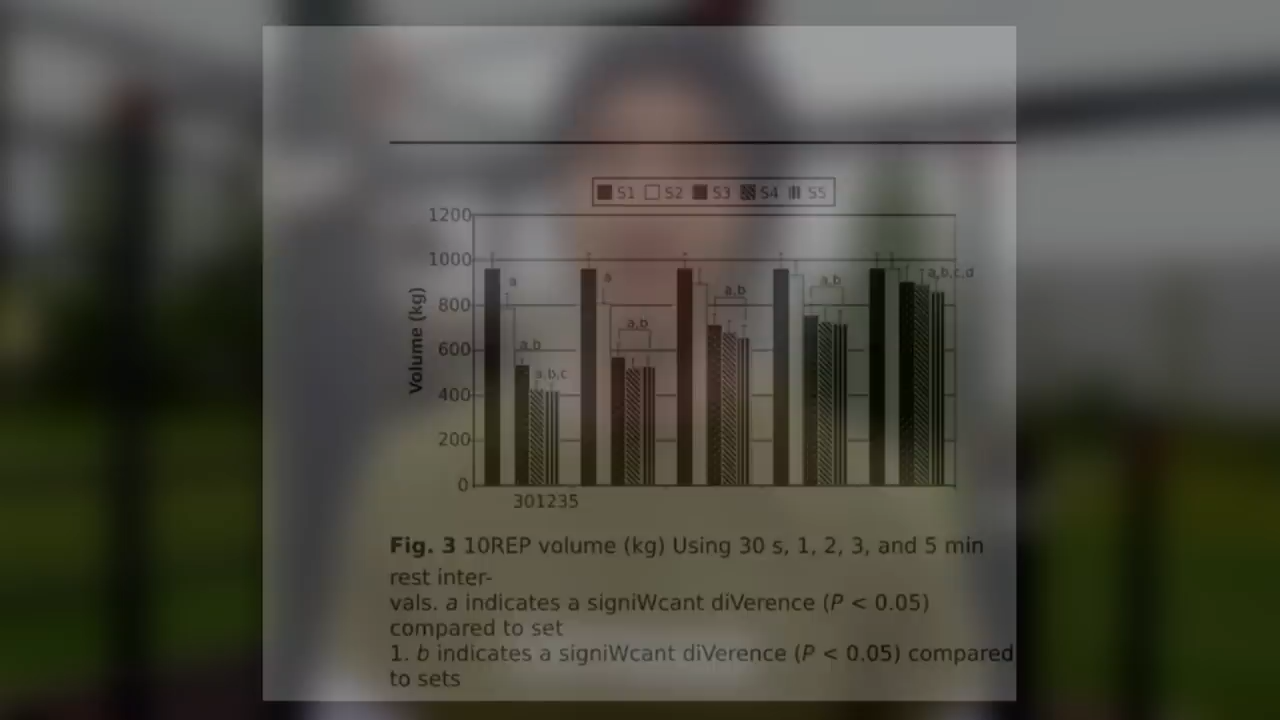 S1 S2 S3 S4 S5
1200
1000
800
600
400
200
0
Volume (kg)
a
a,b
a,b,c
a
a,b
a,b
a,b
a,b,c,d
301235
Fig. 3 10REP volume (kg) Using 30 s, 1, 2, 3, and 5 min
rest inter-
vals. a indicates a signiWcant diVerence (P < 0.05)
compared to set
1. b indicates a signiWcant diVerence (P < 0.05) compared
to sets